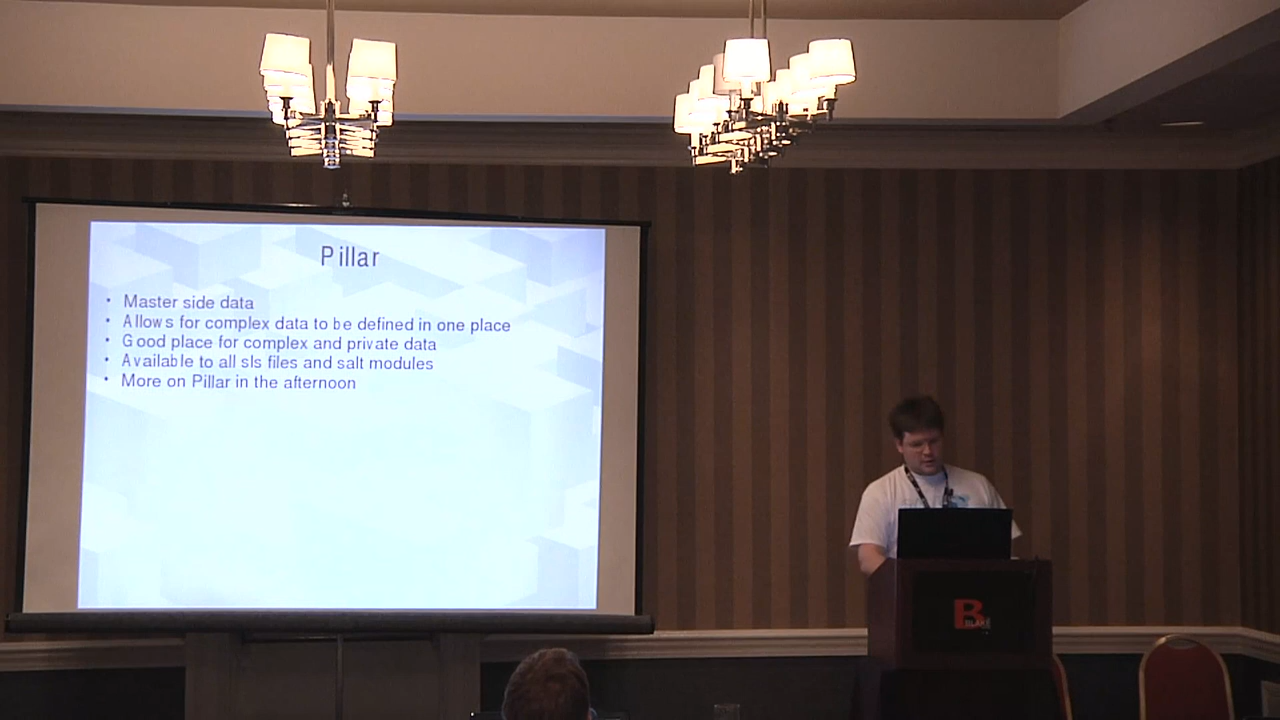 Pillar
• Master side data
• Allows for complex data to be defined in one place
• Good place for complex and private data
• Available to all sls files and salt modules
• More on Pillar in the afternoon
B
BLAKE